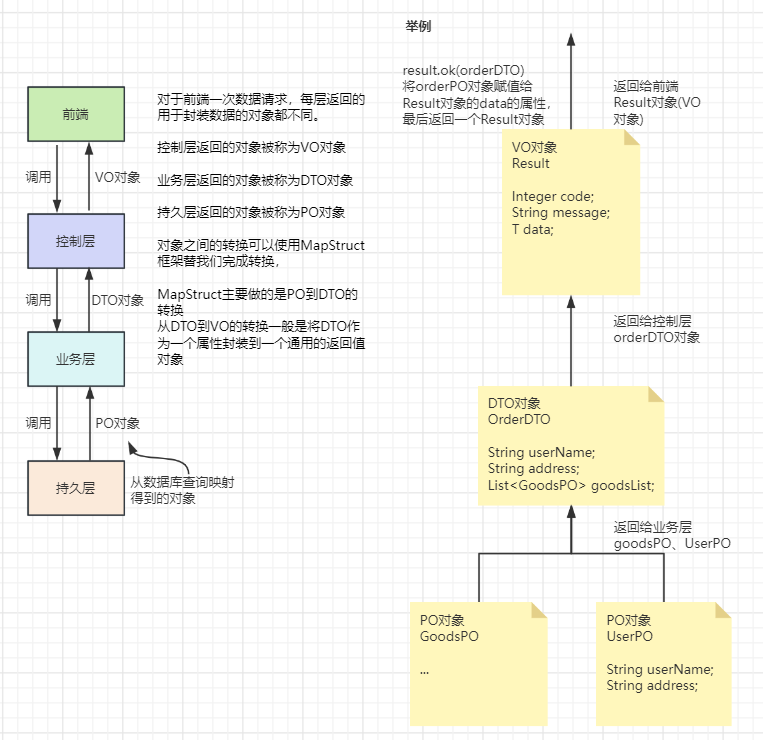 前端
调用
VO对象
控制层
调用
DTO对象
业务层
调用
PO对象
持久层
从数据库查询映射
得到的对象
对于前端一次数据请求，每层返回的
用于封装数据的对象都不同。
控制层返回的对象被称为VO对象
业务层返回的对象被称为DTO对象
持久层返回的对象被称为PO对象
对象之间的转换可以使用MapStruct
框架替我们完成转换，
MapStruct主要做的是PO到DTO的
转换
从DTO到VO的转换一般是将DTO作
为一个属性封装到一个通用的返回值
对象
举例
result.ok(orderDTO)
将orderPO对象赋值给
Result对象的data的属性，
最后返回一个Result对象
返回给前端
Result对象(VO
对象)
VO对象
Result
Integer code;
String message;
T data;
返回给控制层
orderDTO对象
DTO对象
OrderDTO
String userName;
String address;
List<GoodsPO> goodsList;
返回给业务层
goodsPO、UserPO
PO对象
GoodsPO
...
PO对象
UserPO
String userName;
String address;